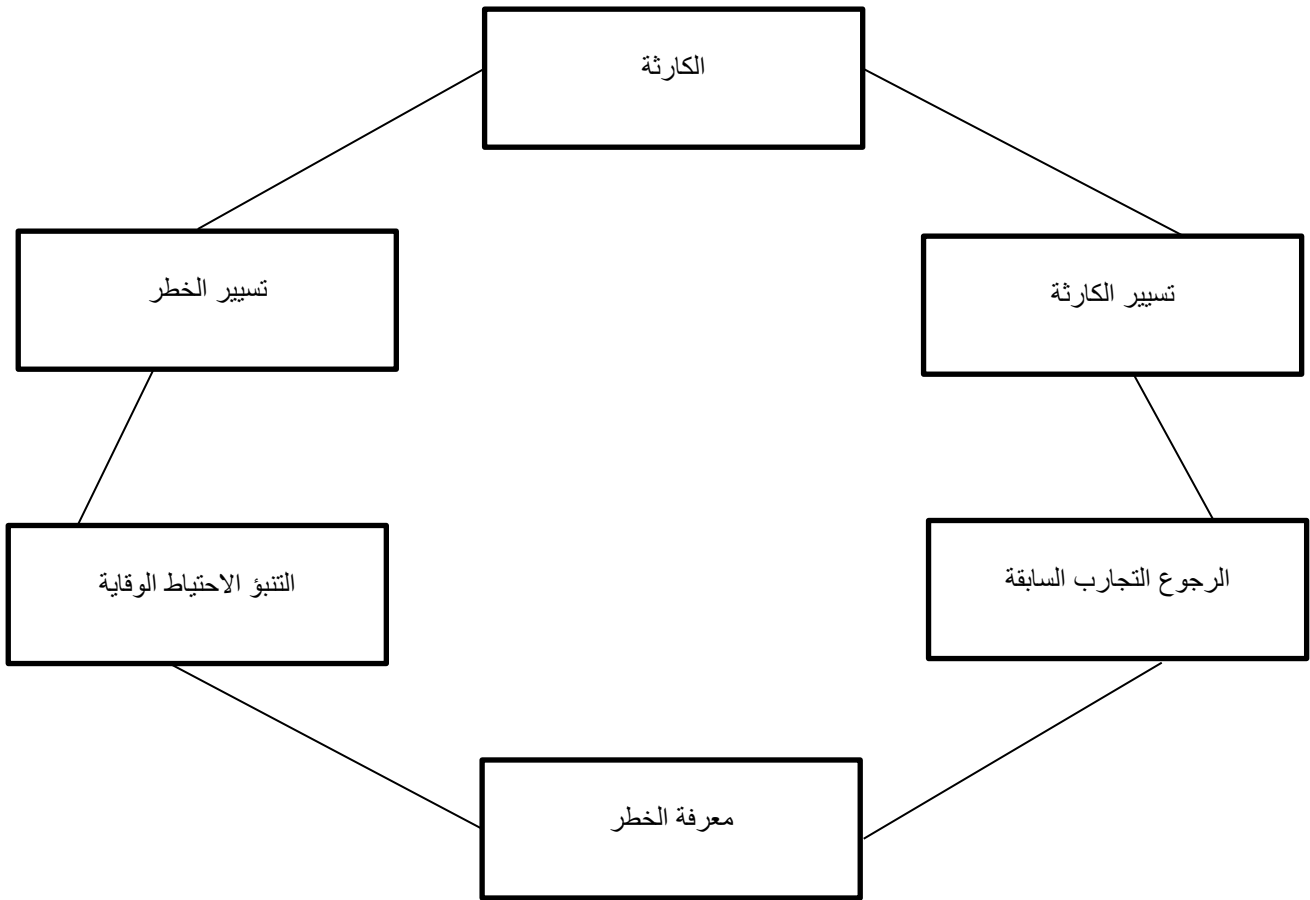 الكارثة
تسيير الكارثة
تسيير الخطر
الرجوع التجارب السابقة
التنبؤ الاحتياط الوقاية
معرفة الخطر